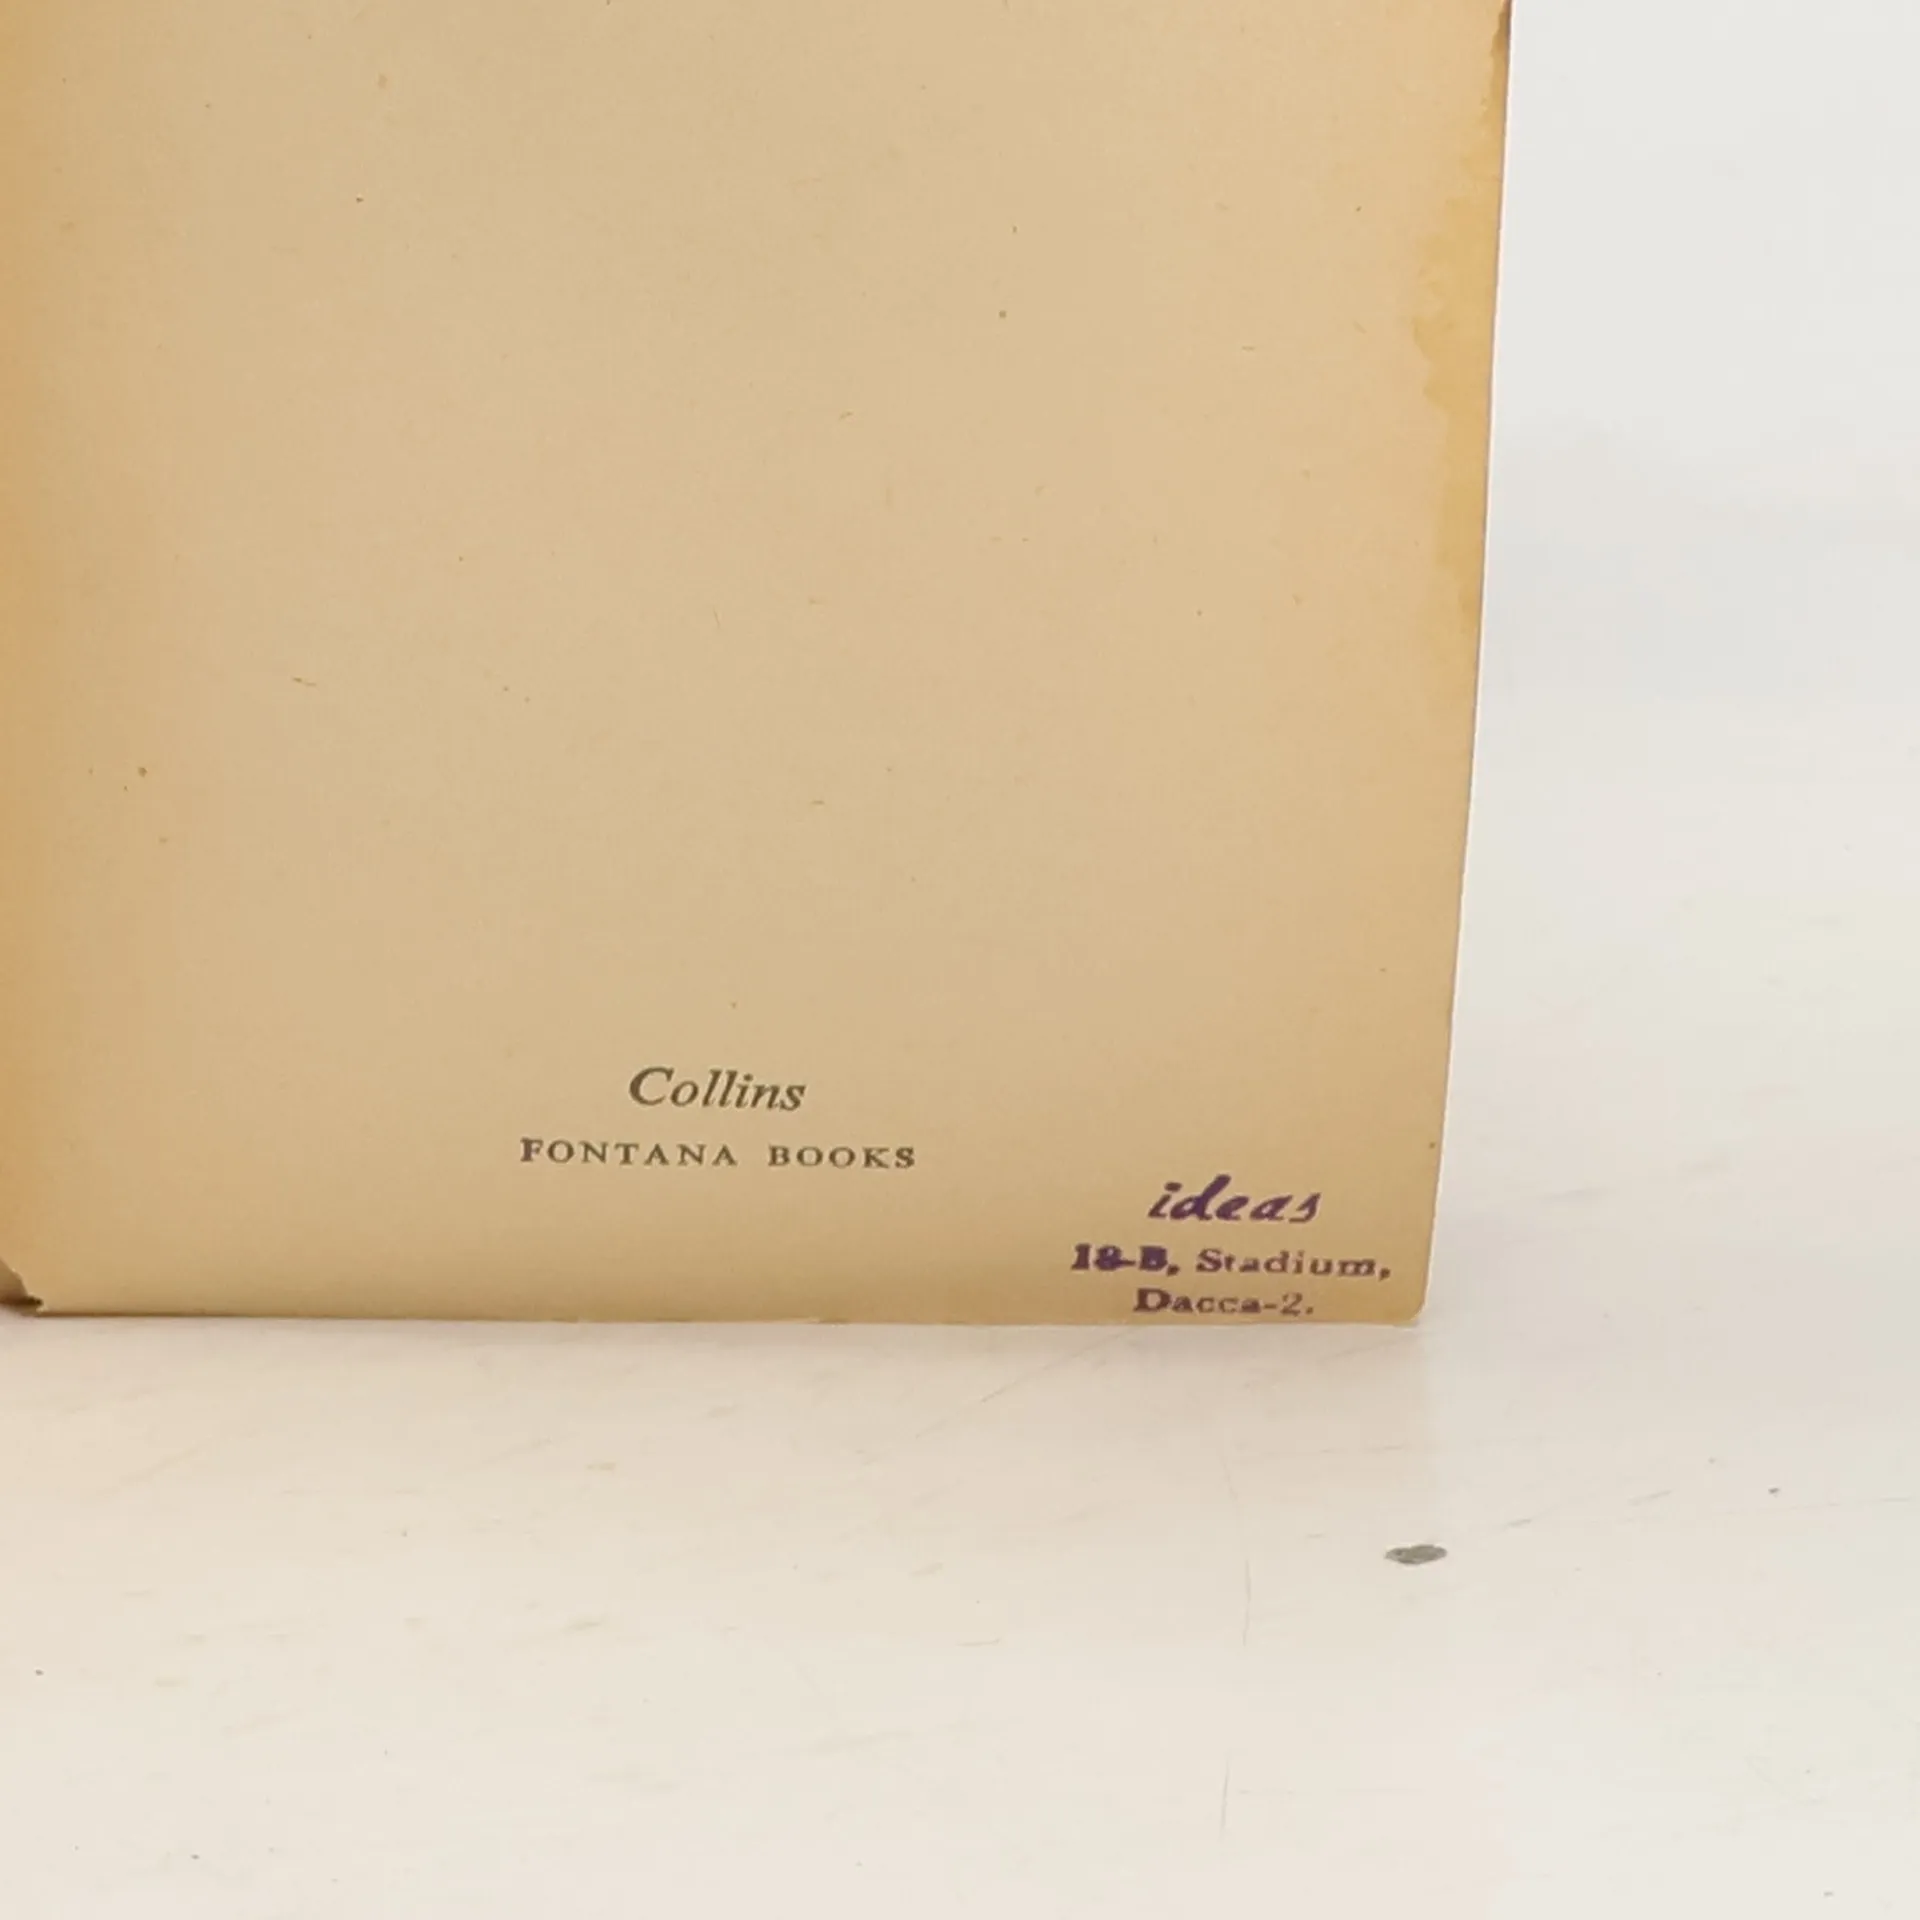 Collins
FONTANA BOOKS
ideas
18-B, Stadium,
Dacca-2.